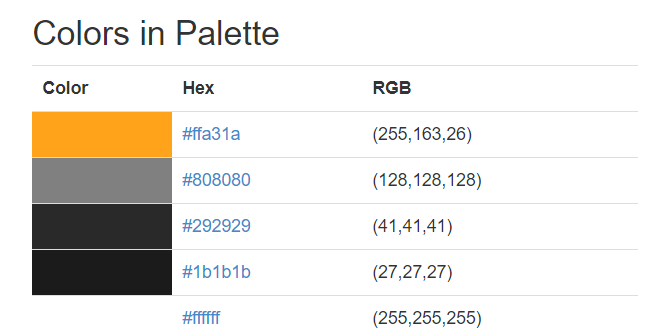 Colors in Palette
Color Hex RGB
#ffa31a (255,163,26)
#808080 (128,128,128)
#292929 (41,41,41)
#1b1b1b (27,27,27)
#ffffff (255,255,255)